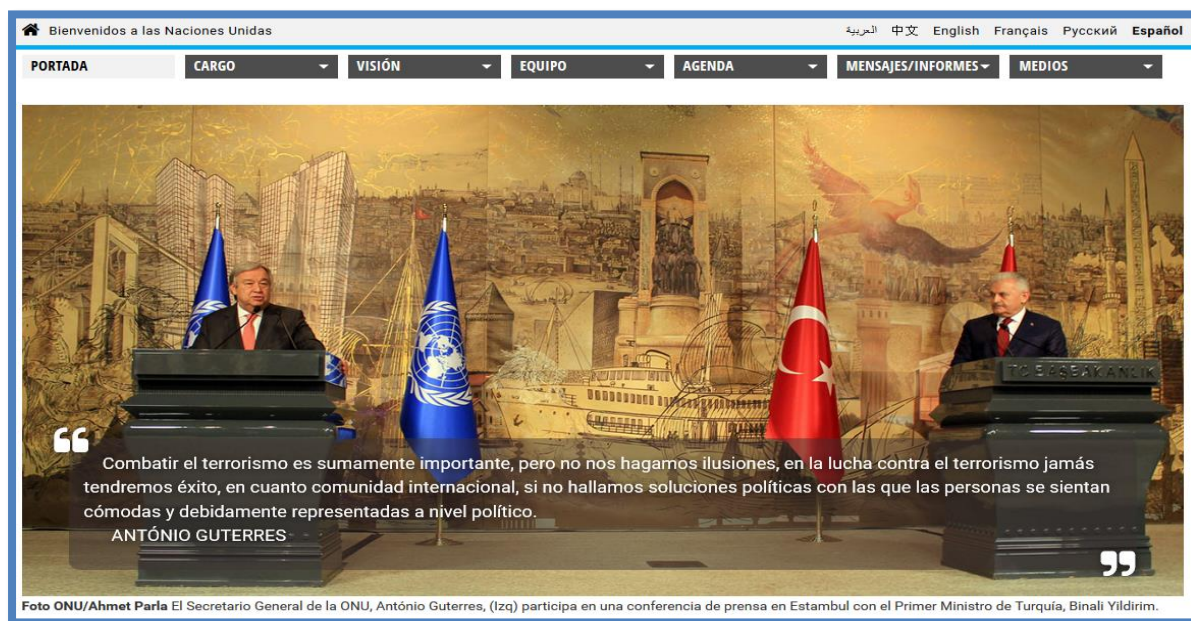 Bienvenidos a las Naciones Unidas
العربية 中文 English Français Русский Español
PORTADA CARGO VISIÓN EQUIPO AGENDA MENSAJES/INFORMES MEDIOS
T.C. BAŞBAKANLIK
“ Combatir el terrorismo es sumamente importante, pero no nos hagamos ilusiones, en la lucha contra el terrorismo jamás
tendremos éxito, en cuanto comunidad internacional, si no hallamos soluciones políticas con las que las personas se sientan
cómodas y debidamente representadas a nivel político.
ANTÓNIO GUTERRES ”
Foto ONU/Ahmet Parla El Secretario General de la ONU, António Guterres, (Izq) participa en una conferencia de prensa en Estambul con el Primer Ministro de Turquía, Binali Yildirim.